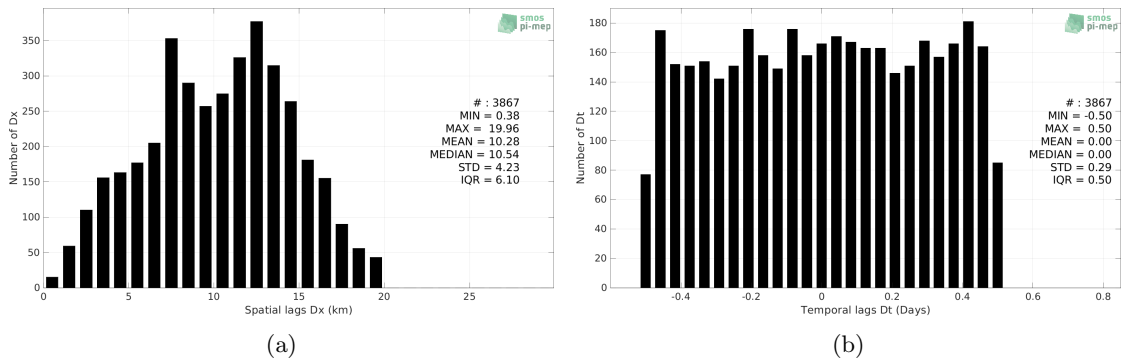 smos
pi-mep
350
300
250
200
150
100
50
0
Number of Dx
# : 3867
MIN = 0.38
MAX = 19.96
MEAN = 10.28
MEDIAN = 10.54
STD = 4.23
IQR = 6.10
0 5 10 15 20 25
Spatial lags Dx (km)
(a)
smos
pi-mep
180
160
140
120
100
80
60
40
20
0
Number of Dt
# : 3867
MIN = -0.50
MAX = 0.50
MEAN = 0.00
MEDIAN = 0.00
STD = 0.29
IQR = 0.50
-0.4 -0.2 0 0.2 0.4 0.6 0.8
Temporal lags Dt (Days)
(b)